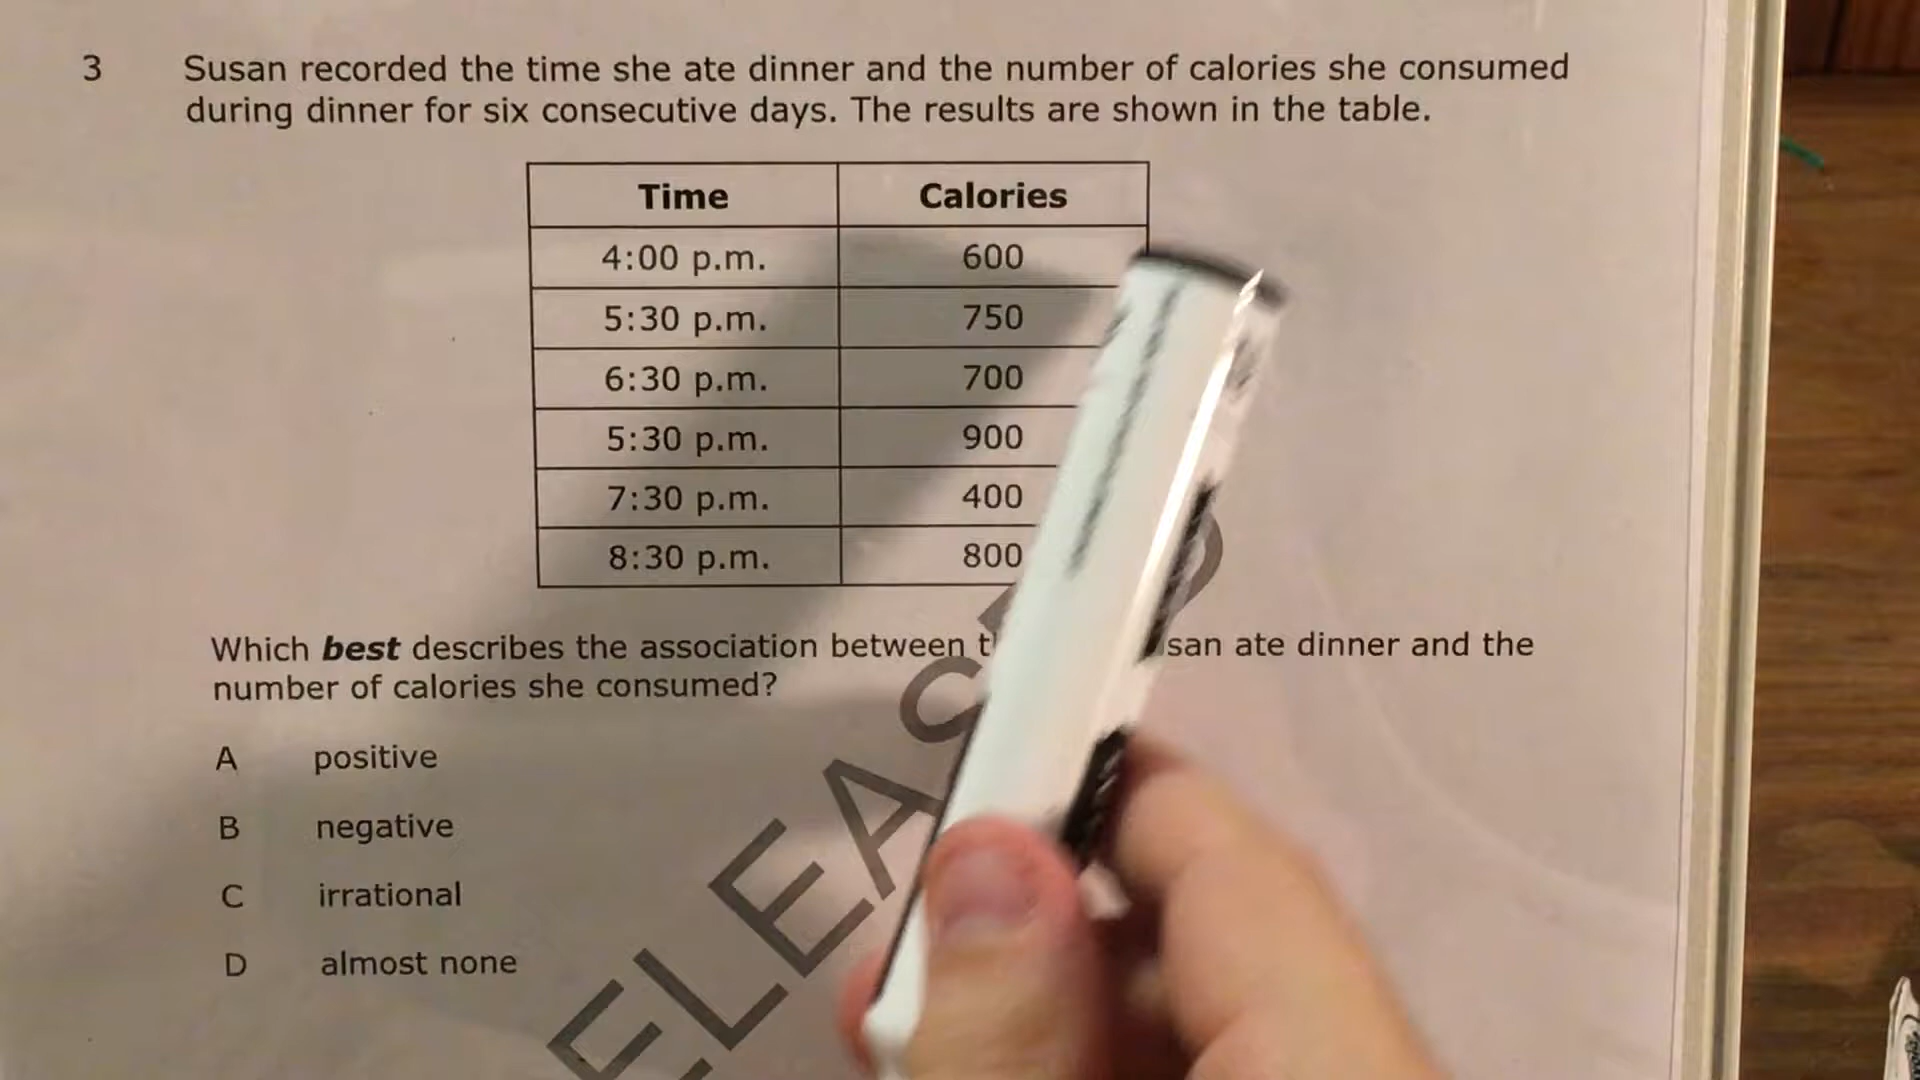 3 Susan recorded the time she ate dinner and the number of calories she consumed
during dinner for six consecutive days. The results are shown in the table.
Time Calories
4:00 p.m. 600
5:30 p.m. 750
6:30 p.m. 700
5:30 p.m. 900
7:30 p.m. 400
8:30 p.m. 800
Which best describes the association between ate dinner and the
number of calories she consumed?
A positive
B negative
C irrational
D almost none